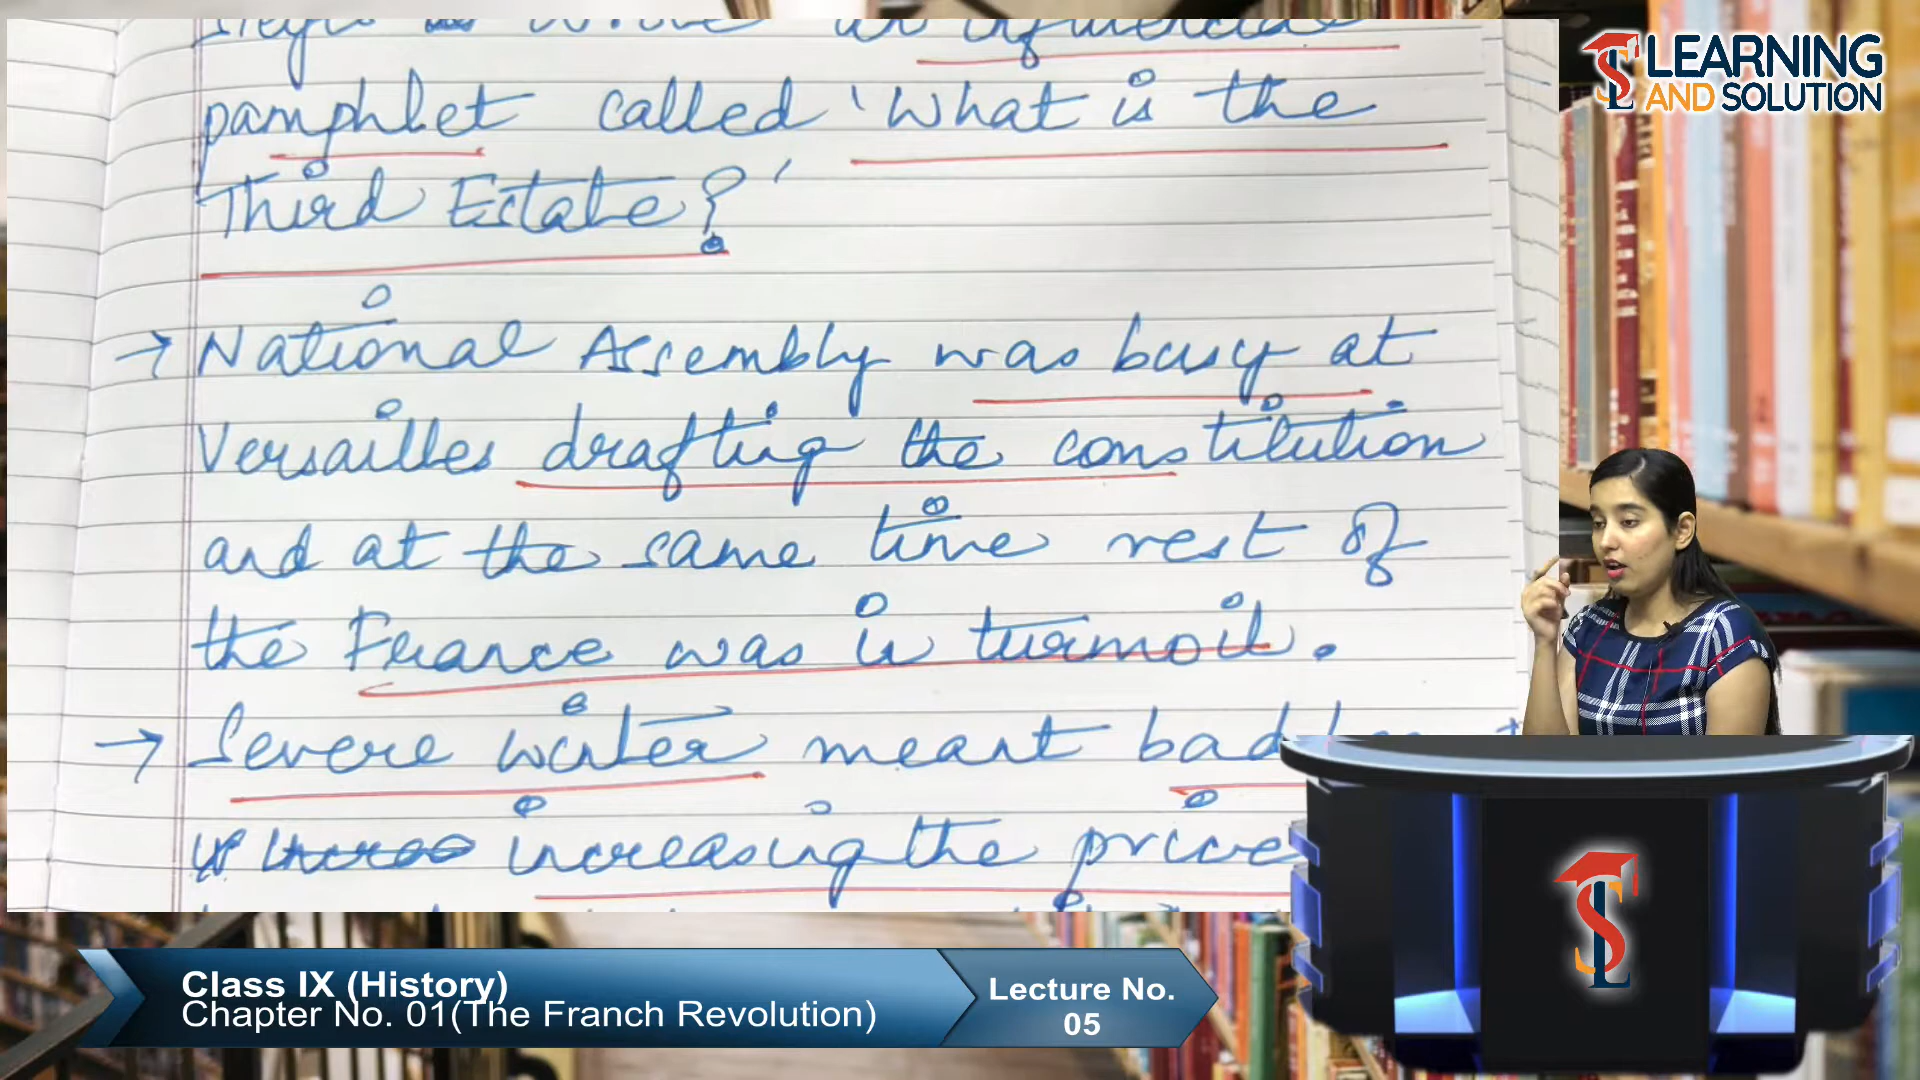 influencial
pamphlet called 'What is the
Third Estate?'
→ National Assembly was busy at
Versailles drafting the constitution
and at the same time rest of
the France was in turmoil.
→ Severe winter meant bad
increasing the price
LEARNING
AND SOLUTION
Class IX (History)
Chapter No. 01(The Franch Revolution)
Lecture No.
05